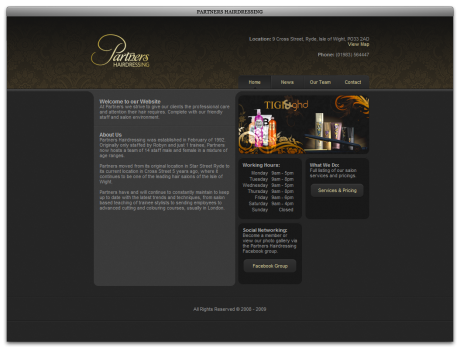 PARTNERS HAIRDRESSING
Partners
HAIRDRESSING
Location: 9 Cross Street, Ryde, Isle of Wight, PO33 2AD
View Map
Phone: (01983) 564447
Home
News
Our Team
Contact
Welcome to our Website
At Partners we strive to give our clients the professional care
and attention their hair requires. Complete with our friendly
staff and salon environment.
About Us
Partners Hairdressing was established in February of 1992.
Originally only staffed by Robyn and just 1 trainee, Partners
now holds a team of 14 staff male and female in a mixture of
age ranges.
Partners moved from its original location in Star Street Ryde to
its current location in Cross Street 5 years ago, where it
continues to be one of the leading hair salons of the Isle of
Wight.
Partners have and will continue to constantly maintain to keep
up to date with the latest trends and techniques, from salon
based teaching of trainee stylists to sending employees to
advanced cutting and colouring courses, usually in London.
TIGI
ghd
Working Hours:
Monday 9am - 5pm
Tuesday 9am - 5pm
Wednesday 9am - 5pm
Thursday 9am - 5pm
Friday 9am - 6pm
Saturday 9am - 4pm
Sunday Closed
What We Do:
Full listing of our salon
services and pricings.
Services & Pricing
Social Networking:
Become a member or
view our photo gallery via
the Partners Hairdressing
Facebook group.
Facebook Group
All Rights Reserved © 2008 - 2009